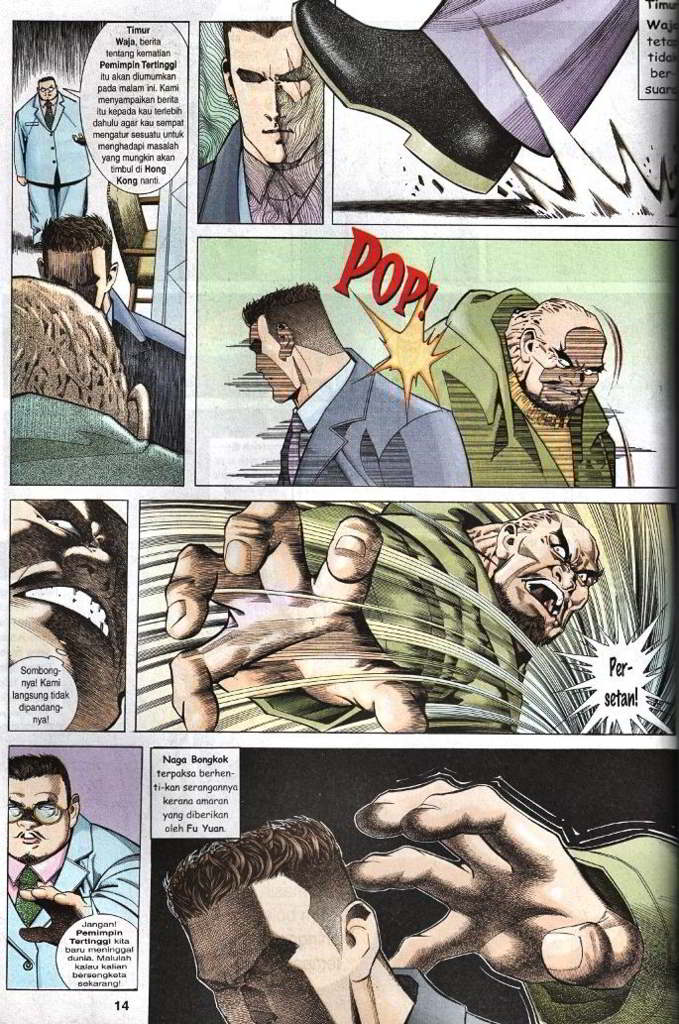 Timur
Waja, berita
tentang kematian
Pemimpin Tertinggi
itu akan diumumkan
pada malam ini. Kami
menyampaikan berita
itu kepada kau terlebih
dahulu agar kau sempat
mengatur sesuatu untuk
menghadapi masalah
yang mungkin akan
timbul di Hong
Kong nanti.
Timur
Waja
teta
tidak
ber-
suara
POP!
Sombong-
nya! Kami
langsung tidak
dipandang-
nya!
Per-
setan!
Naga Bongkok
terpaksa berhen-
ti-kan serangannya
kerana amaran
yang diberikan
oleh Fu Yuan.
Jangan!
Pemimpin
Tertinggi kita
baru meninggal
dunia. Malulah
kalau kalian
bersengketa
sekarang!
14